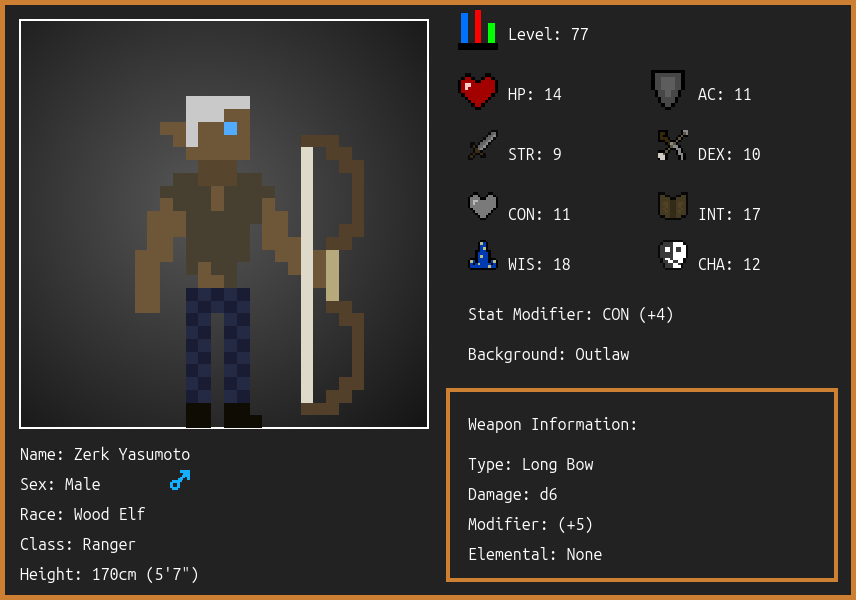 Level: 77
HP: 14
AC: 11
STR: 9
DEX: 10
CON: 11
INT: 17
WIS: 18
CHA: 12
Stat Modifier: CON (+4)
Background: Outlaw
Weapon Information:
Type: Long Bow
Damage: d6
Modifier: (+5)
Elemental: None
Name: Zerk Yasumoto
Sex: Male
Race: Wood Elf
Class: Ranger
Height: 170cm (5'7")